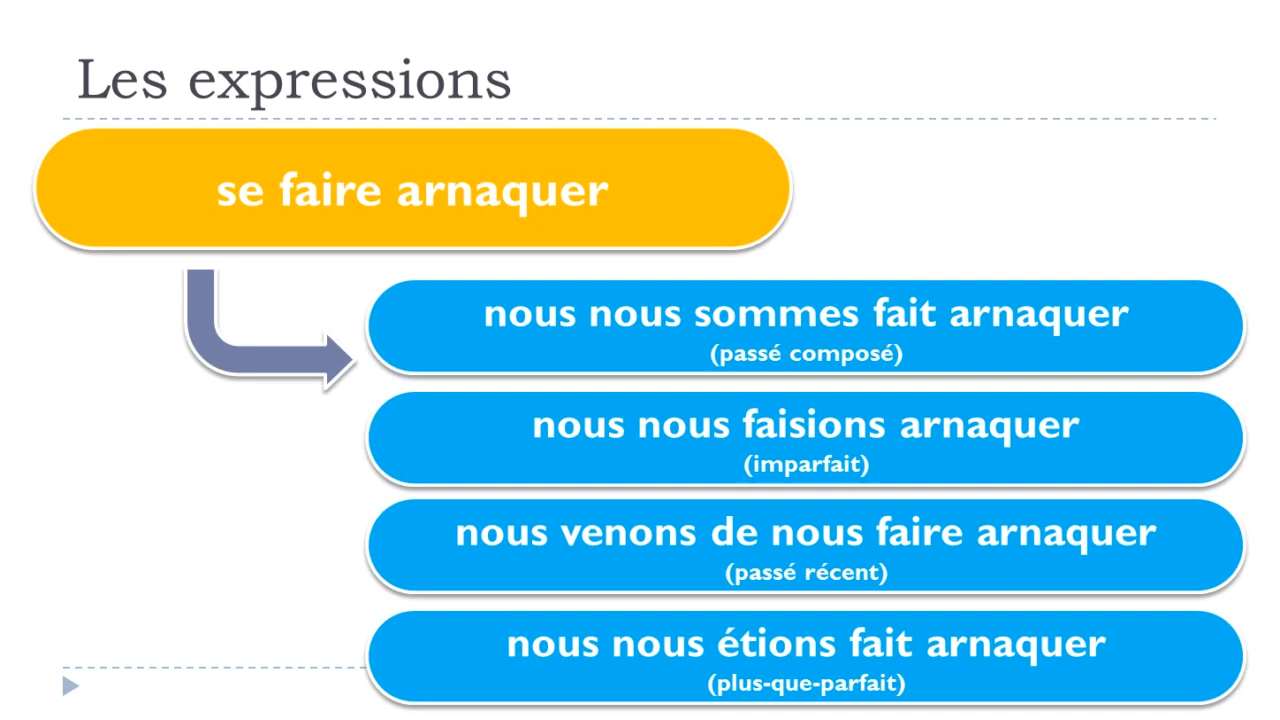 Les expressions
se faire arnaquer
nous nous sommes fait arnaquer
(passé composé)
nous nous faisions arnaquer
(imparfait)
nous venons de nous faire arnaquer
(passé récent)
nous nous étions fait arnaquer
(plus-que-parfait)